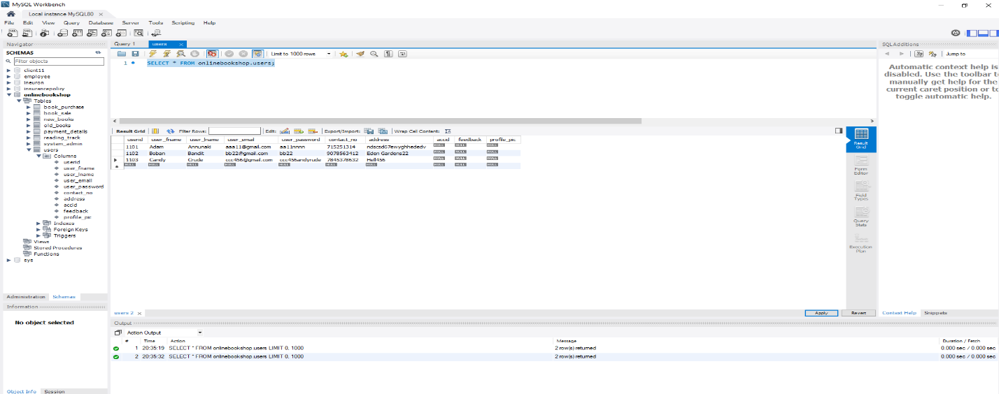 MySQL Workbench
Local instance MySQL80 ×
File Edit View Query Database Server Tools Scripting Help
Navigator
SCHEMAS
Filter objects
client11
employee
ineuron
insurancepolicy
onlinebookshop
Tables
book_purchase
book_sale
new_books
old_books
payment_details
reading_track
system_admin
users
Columns
userid
user_fname
user_lname
user_email
user_password
contact_no
address
accid
feedback
profile_pic
Indexes
Foreign Keys
Triggers
Views
Stored Procedures
Functions
sys
Administration Schemas
Information
No object selected
Object Info Session
Query 1 users ×
Limit to 1000 rows
1 SELECT * FROM onlinebookshop.users;
Result Grid Filter Rows: Edit: Export/Import: Wrap Cell Content:
userid user_fname user_lname user_email user_password contact_no address accid feedback profile_pic
1101 Adam Annunaki aaa11@gmail.com aa11nnnn 715251314 ndscsd67ewyghhededv NULL NULL NULL
1102 Boban Bandit bb22@gmail.com bb22 9078563412 Eden Gardens22 NULL NULL NULL
1103 Candy Crude ccc456@gmail.com ccc456andyrude 7845378632 Hell456 NULL NULL NULL
NULL NULL NULL NULL NULL NULL NULL NULL NULL NULL
Result
Grid
Form
Editor
Field
Types
Query
Stats
Execution
Plan
users 2 ×
Apply Revert
Output
Action Output
# Time Action Message Duration / Fetch
1 20:35:19 SELECT * FROM onlinebookshop.users LIMIT 0, 1000 2 row(s) returned 0.000 sec / 0.000 sec
2 20:35:32 SELECT * FROM onlinebookshop.users LIMIT 0, 1000 2 row(s) returned 0.000 sec / 0.000 sec
SQLAdditions
Jump to
Automatic context help is
disabled. Use the toolbar t
manually get help for the
current caret position or to
toggle automatic help.
Context Help Snippets